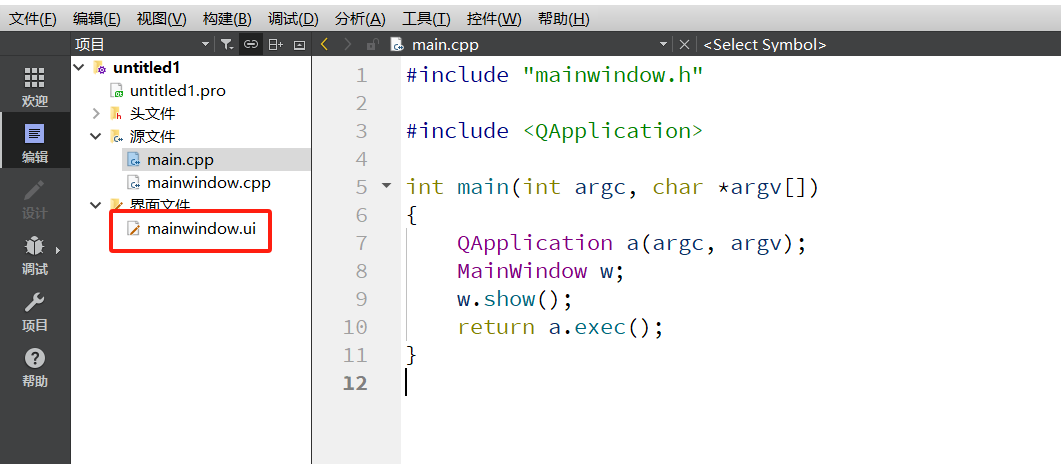 文件(F) 编辑(E) 视图(V) 构建(B) 调试(D) 分析(A) 工具(T) 控件(W) 帮助(H)
项目
main.cpp
<Select Symbol>
欢迎
编辑
设计
调试
项目
帮助
untitled1
untitled1.pro
头文件
源文件
main.cpp
mainwindow.cpp
界面文件
mainwindow.ui
1 #include "mainwindow.h"
2
3 #include <QApplication>
4
5 int main(int argc, char *argv[])
6 {
7 QApplication a(argc, argv);
8 MainWindow w;
9 w.show();
10 return a.exec();
11 }
12